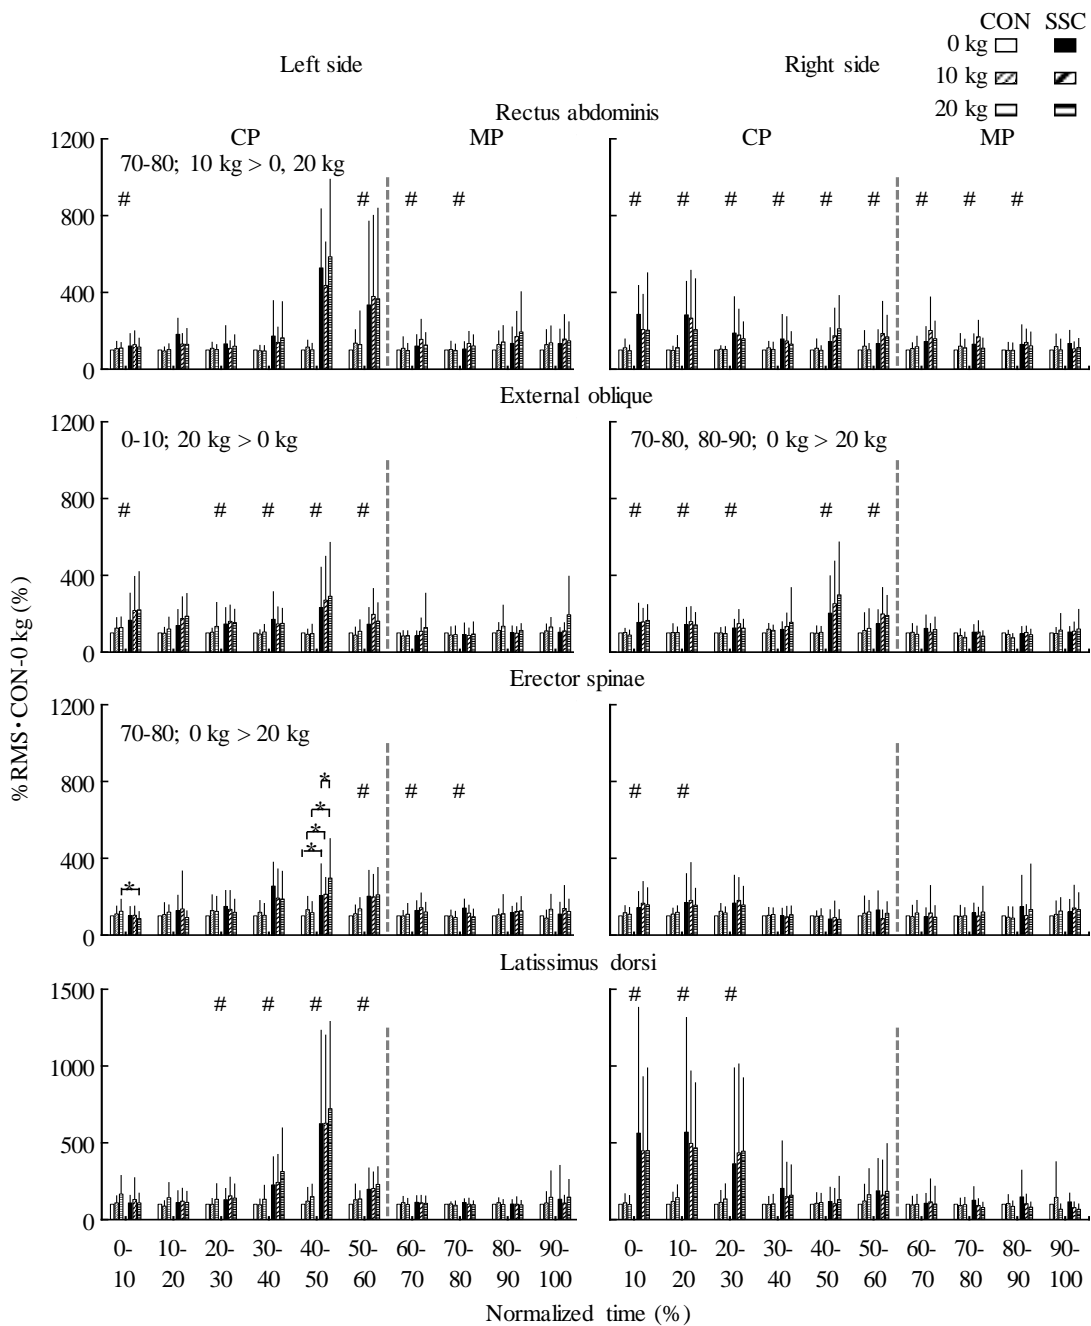 CON SSC
0 kg
10 kg
20 kg
Left side
Right side
Rectus abdominis
CP
MP
CP
MP
1200
800
400
0
70-80; 10 kg > 0, 20 kg
# # # #
# # # # # # # # #
External oblique
1200
800
400
0
0-10; 20 kg > 0 kg
70-80, 80-90; 0 kg > 20 kg
# # # # #
# # # # #
Erector spinae
1200
800
400
0
70-80; 0 kg > 20 kg
# # #
# #
*
*
*
*
*
Latissimus dorsi
1500
1000
500
0
# # # #
# # #
%RMS・CON-0 kg (%)
0- 10- 20- 30- 40- 50- 60- 70- 80- 90-
10 20 30 40 50 60 70 80 90 100
0- 10- 20- 30- 40- 50- 60- 70- 80- 90-
10 20 30 40 50 60 70 80 90 100
Normalized time (%)